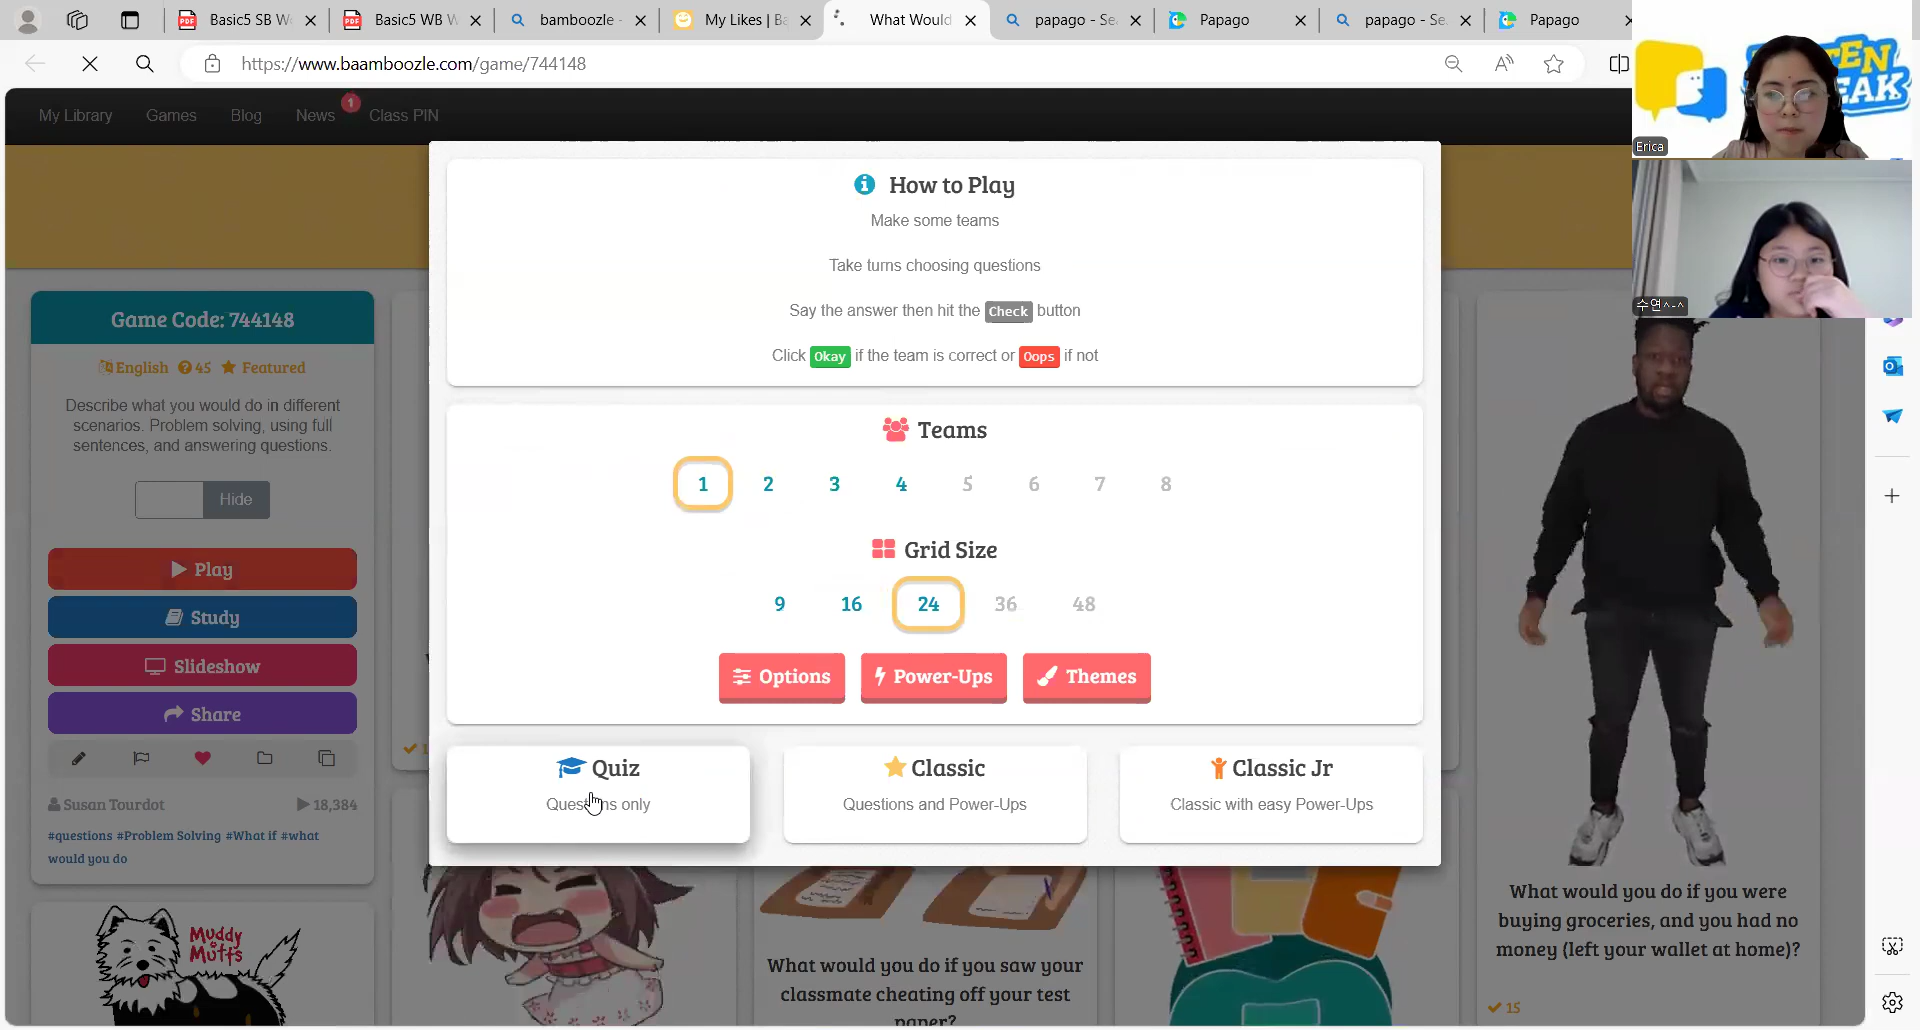 Basic5 SB W
Basic5 WB W
bamboozle -
My Likes | Ba
What Would
papago - Se
Papago
papago - Se
Papago
https://www.baamboozle.com/game/744148
My Library
Games
Blog
News
1
Class PIN
EN
EAK
Erica
수연^-^
How to Play
Make some teams
Take turns choosing questions
Say the answer then hit the Check button
Click Okay if the team is correct or Oops if not
Teams
1 2 3 4 5 6 7 8
Grid Size
9 16 24 36 48
Options
Power-Ups
Themes
Quiz
Questions only
Classic
Questions and Power-Ups
Classic Jr
Classic with easy Power-Ups
Game Code: 744148
English 45 Featured
Describe what you would do in different
scenarios. Problem solving, using full
sentences, and answering questions.
Hide
Play
Study
Slideshow
Share
Susan Tourdot
18,384
#questions #Problem Solving #What if #what
would you do
Muddy
Mutts
What would you do if you saw your
classmate cheating off your test
paper?
What would you do if you were
buying groceries, and you had no
money (left your wallet at home)?
15